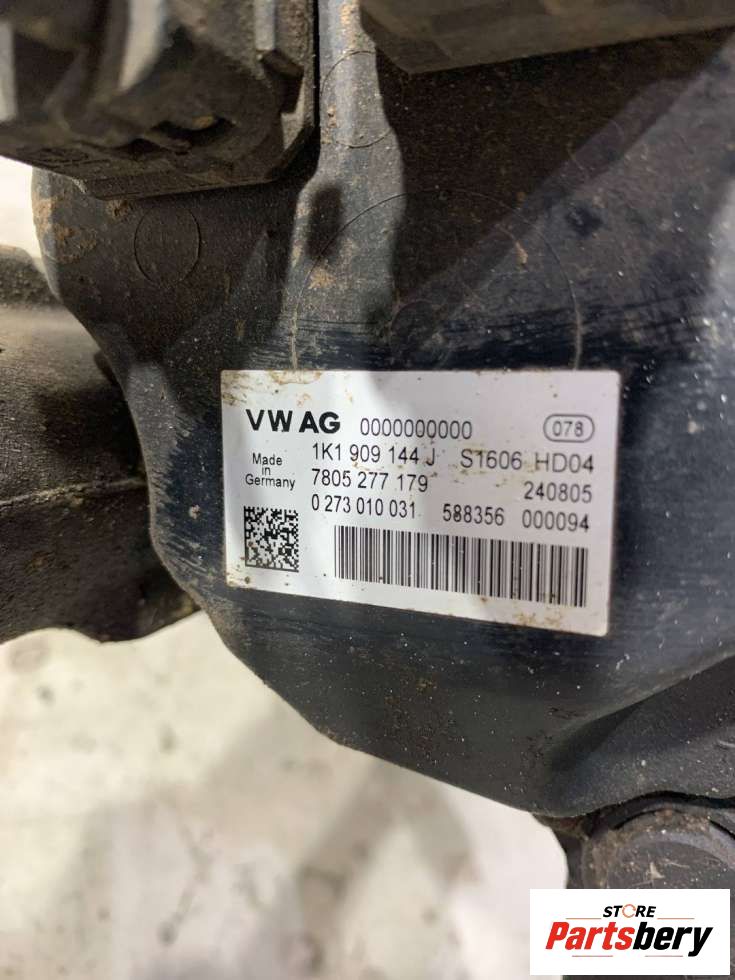 VW AG 0000000000 078
1K1 909 144 J S1606 HD04
Made in Germany
7805 277 179 240805
0 273 010 031 588356 000094
STORE
Partsbery